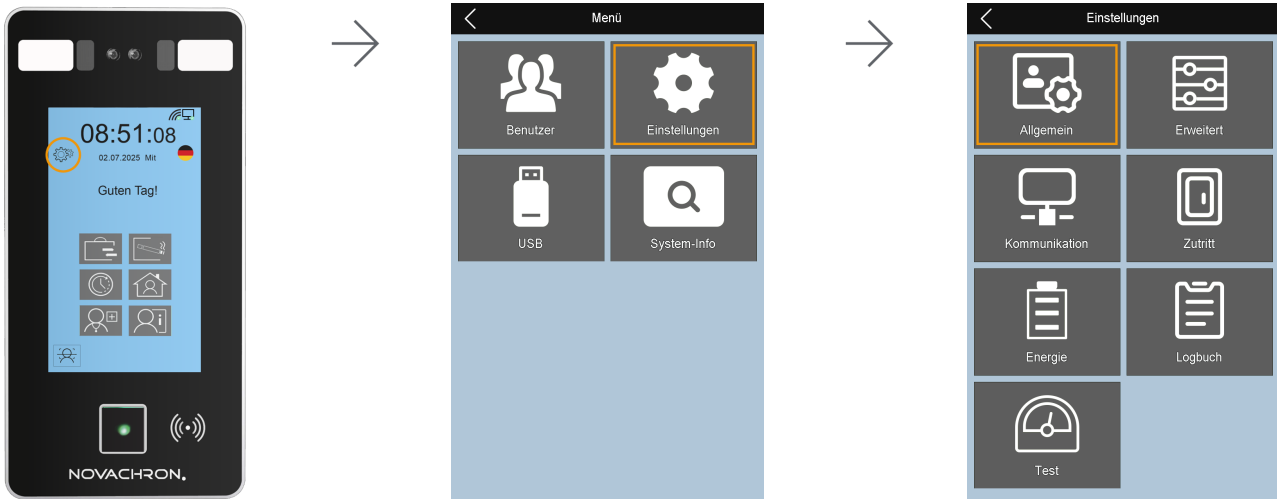 08:51:08
02.07.2025 Mit
Guten Tag!
NOVACHRON.
Menü
Benutzer
Einstellungen
USB
System-Info
Einstellungen
Allgemein
Erweitert
Kommunikation
Zutritt
Energie
Logbuch
Test